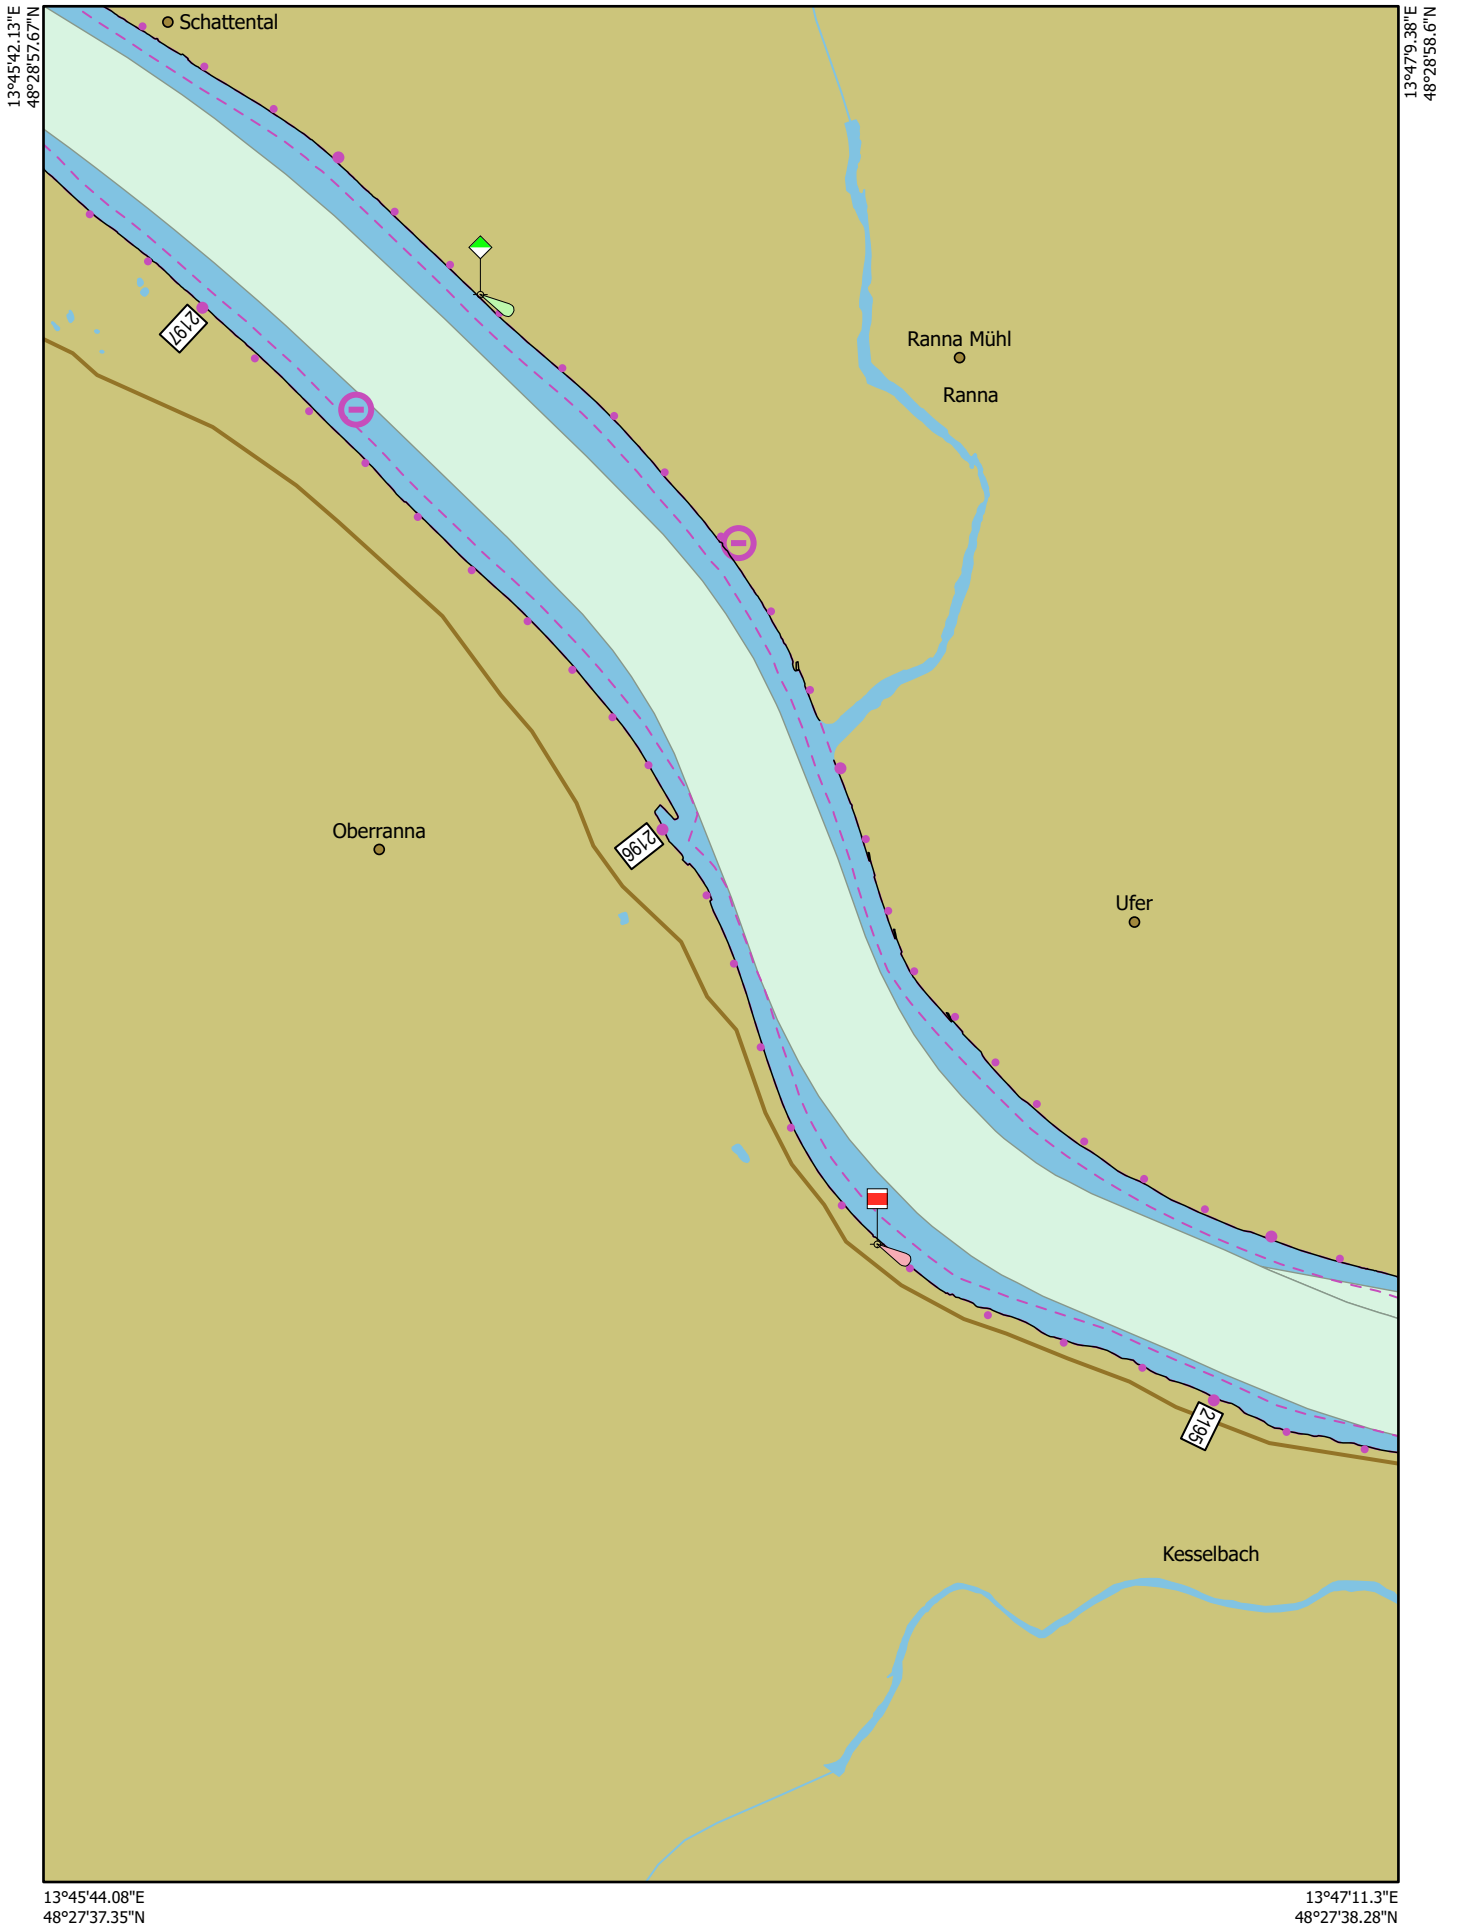 13°45'42.13"E
48°28'57.67"N
13°47'9.38"E
48°28'58.6"N
Schattental
2197
Ranna Mühl
Ranna
Oberranna
2196
Ufer
2195
Kesselbach
13°45'44.08"E
48°27'37.35"N
13°47'11.3"E
48°27'38.28"N